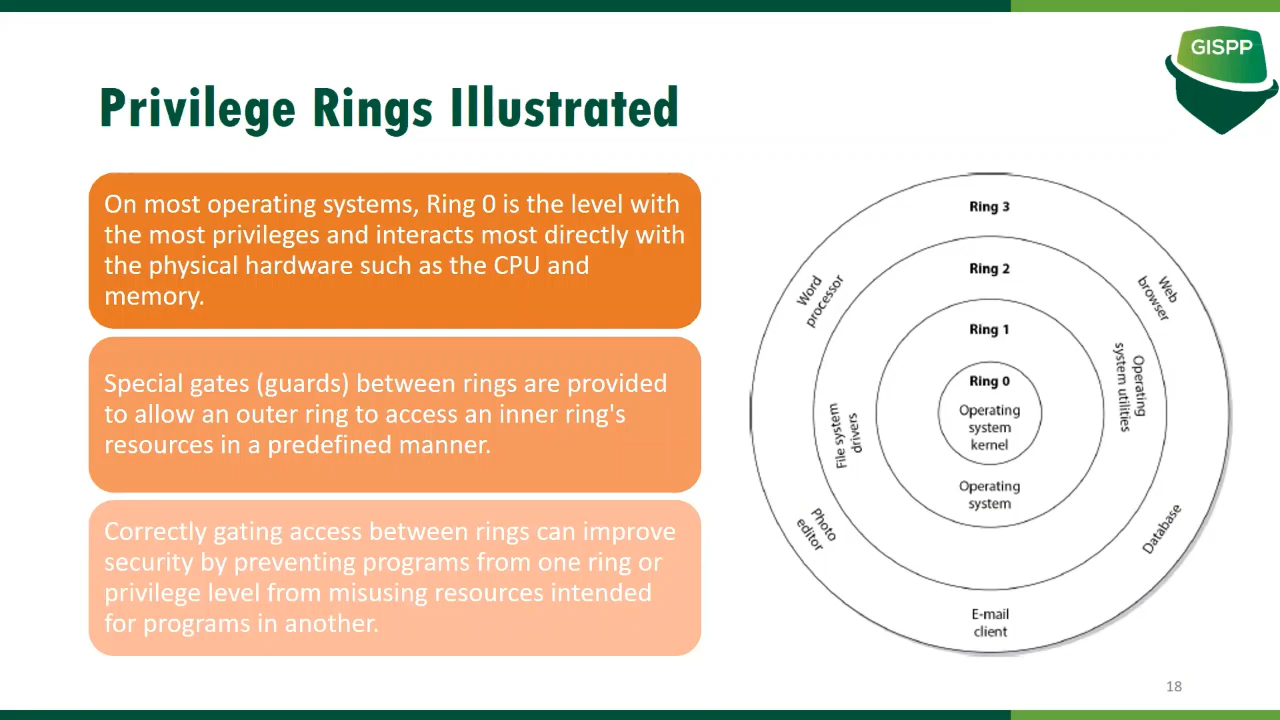 GISPP
Privilege Rings Illustrated
On most operating systems, Ring 0 is the level with
the most privileges and interacts most directly with
the physical hardware such as the CPU and
memory.
Special gates (guards) between rings are provided
to allow an outer ring to access an inner ring's
resources in a predefined manner.
Correctly gating access between rings can improve
security by preventing programs from one ring or
privilege level from misusing resources intended
for programs in another.
Ring 3
Ring 2
Ring 1
Ring 0
Operating
system
kernel
Operating
system
Word
processor
Web
browser
File system
drivers
Operating
system utilities
Photo
editor
Database
E-mail
client
18